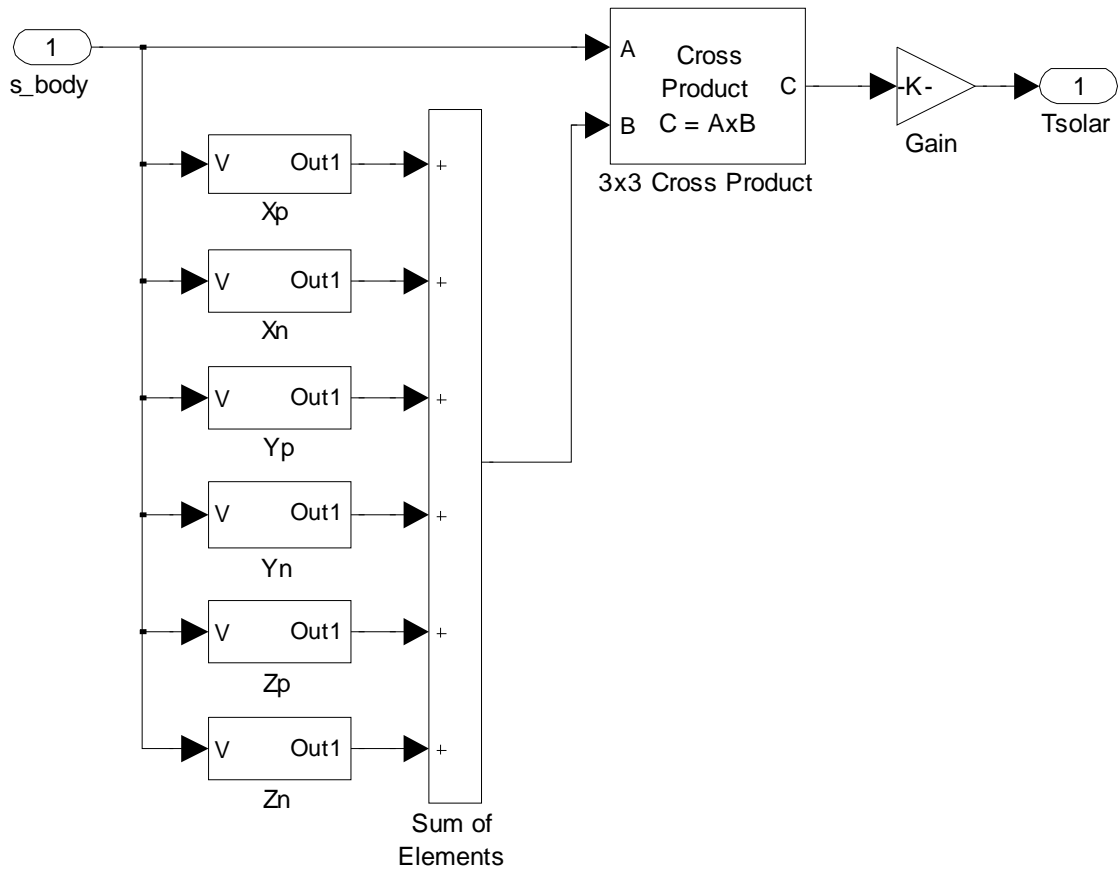 1
s_body
A
B
Cross
Product
C = AxB
C
3x3 Cross Product
-K-
Gain
1
Tsolar
V Out1 +
Xp
V Out1 +
Xn
V Out1 +
Yp
V Out1 +
Yn
V Out1 +
Zp
V Out1 +
Zn
Sum of
Elements